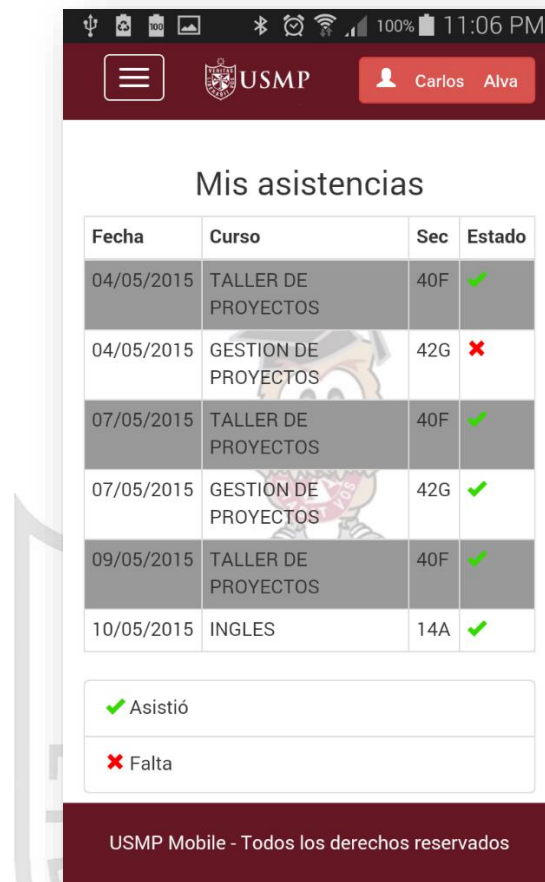 100% 11:06 PM
USMP Carlos Alva
Mis asistencias
Fecha Curso Sec Estado
04/05/2015 TALLER DE 40F
PROYECTOS
04/05/2015 GESTION DE 42G
PROYECTOS
07/05/2015 TALLER DE 40F
PROYECTOS
07/05/2015 GESTION DE 42G
PROYECTOS
09/05/2015 TALLER DE 40F
PROYECTOS
10/05/2015 INGLES 14A
Asistió
Falta
USMP Mobile - Todos los derechos reservados